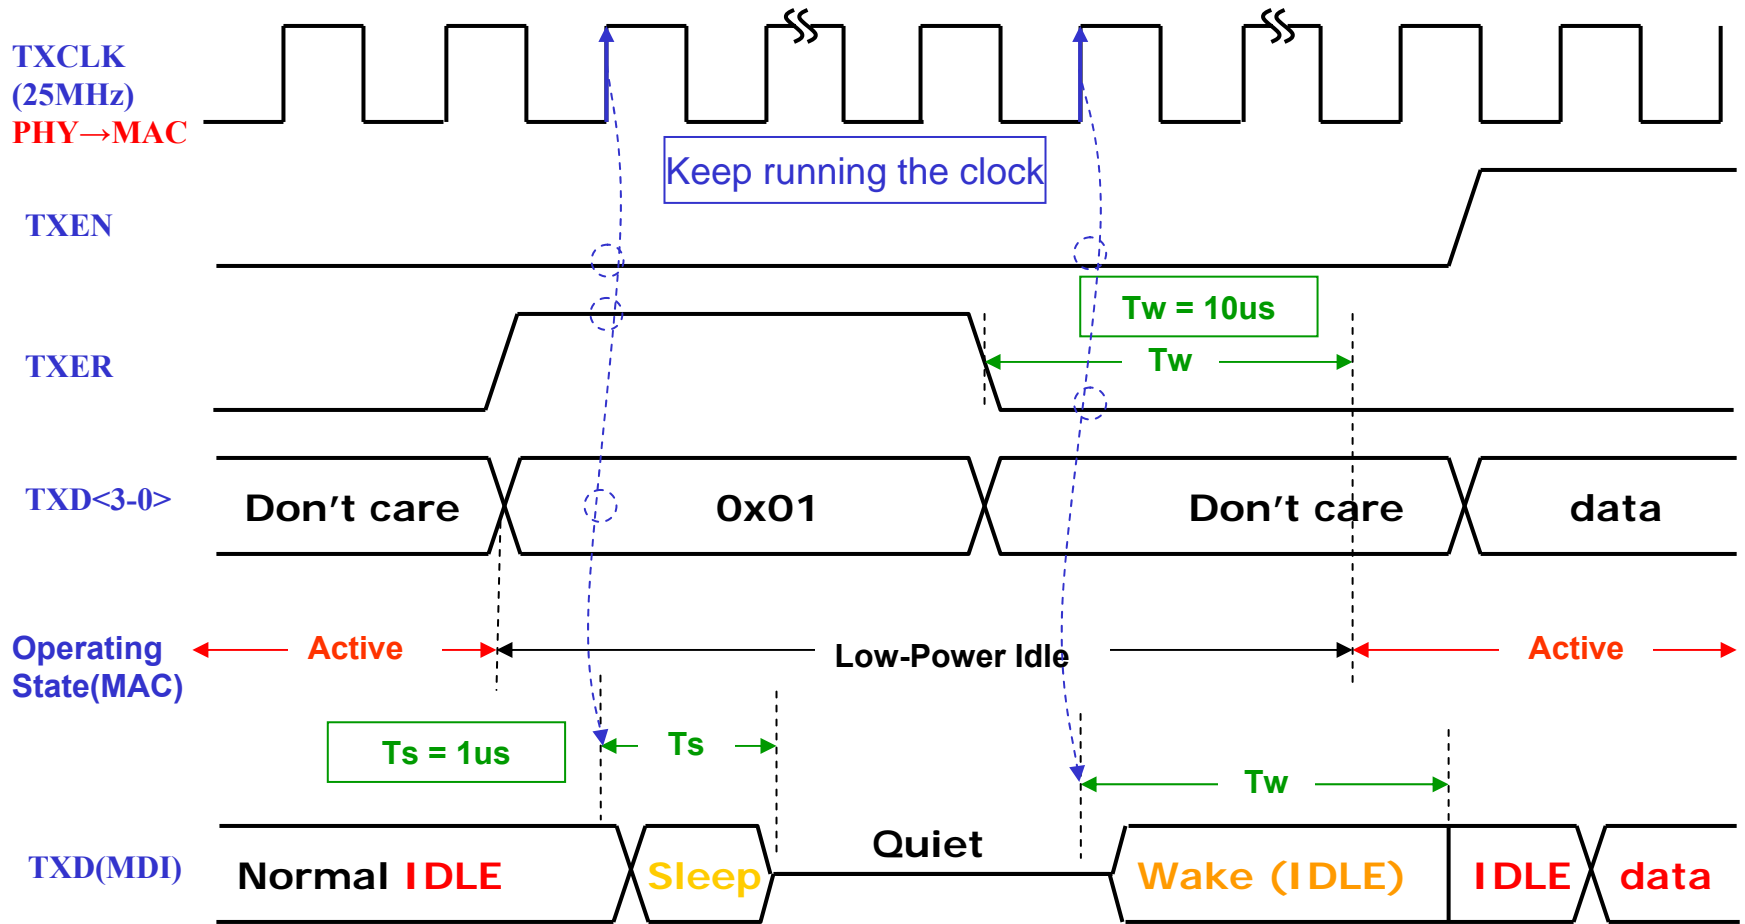 TXCLK
(25MHz)
PHY→MAC
Keep running the clock
TXEN
Tw = 10us
TXER
Tw
TXD<3-0>
Don't care
0x01
Don't care
data
Operating
State(MAC)
Active
Low-Power Idle
Active
Ts = 1us
Ts
Tw
TXD(MDI)
Normal IDLE
Sleep
Quiet
Wake (IDLE)
IDLE
data